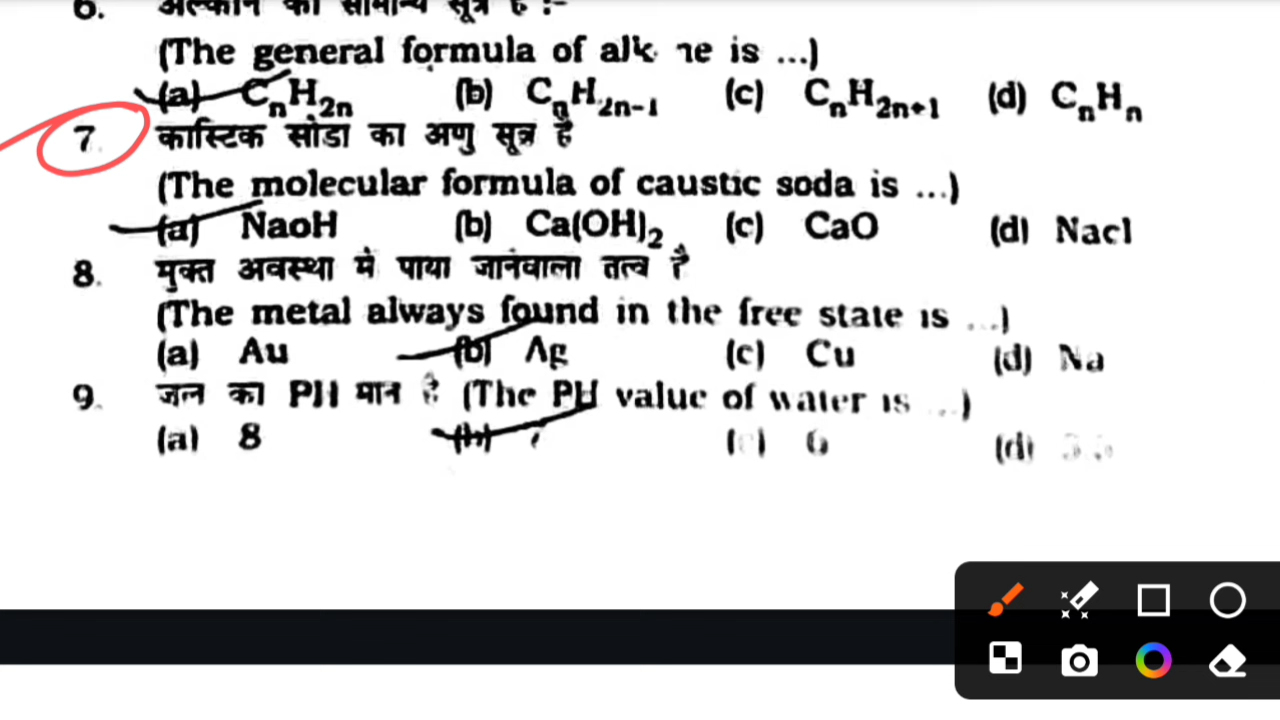 6. अल्कीन का सामान्य सूत्र है :-
(The general formula of alk ne is ...)
(a) CₙH₂ₙ (b) CₙH₂ₙ₋₁ (c) CₙH₂ₙ₊₁ (d) CₙHₙ
7. कास्टिक सोडा का अणु सूत्र है
(The molecular formula of caustic soda is ...)
(a) NaoH (b) Ca(OH)₂ (c) CaO (d) Nacl
8. मुक्त अवस्था में पाया जानेवाला तत्व है
(The metal always found in the free state is ...)
(a) Au (b) Ag (c) Cu (d) Na
9. जल का PH मान है (The PH value of water is ...)
(a) 8 (b) (c) 6 (d)